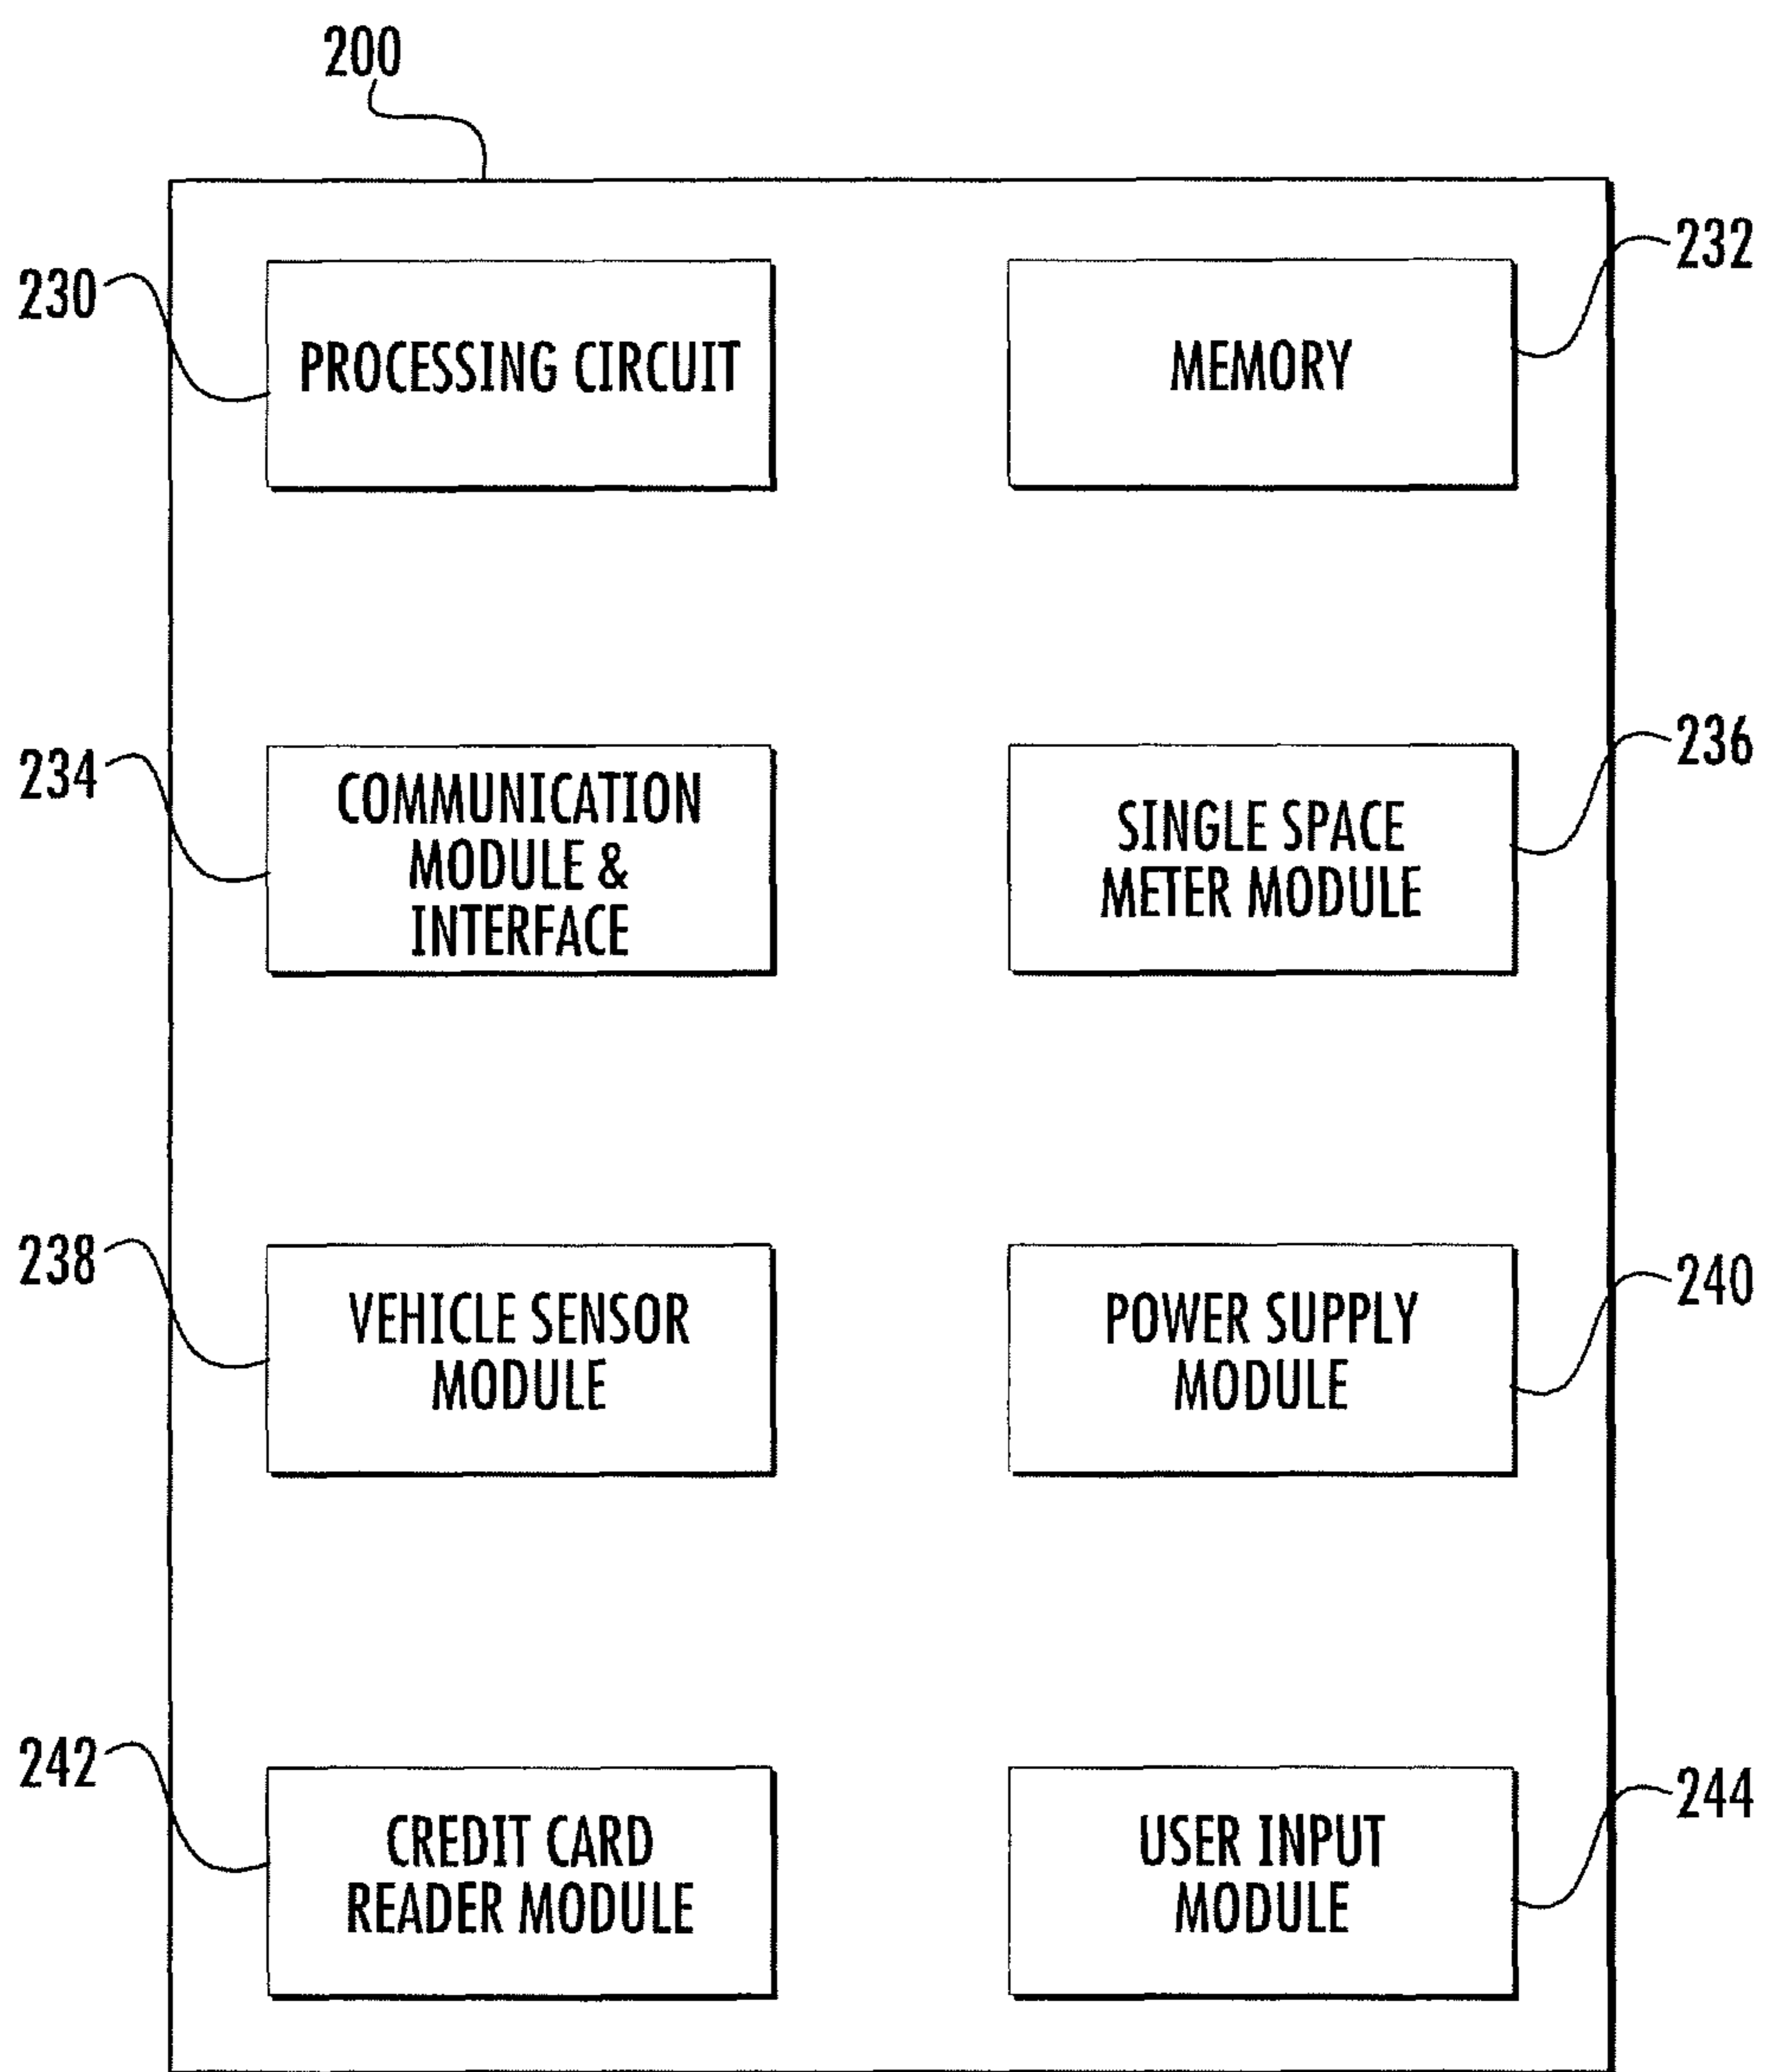 200
230
PROCESSING CIRCUIT
MEMORY
232
234
COMMUNICATION
MODULE &
INTERFACE
SINGLE SPACE
METER MODULE
236
238
VEHICLE SENSOR
MODULE
POWER SUPPLY
MODULE
240
242
CREDIT CARD
READER MODULE
USER INPUT
MODULE
244